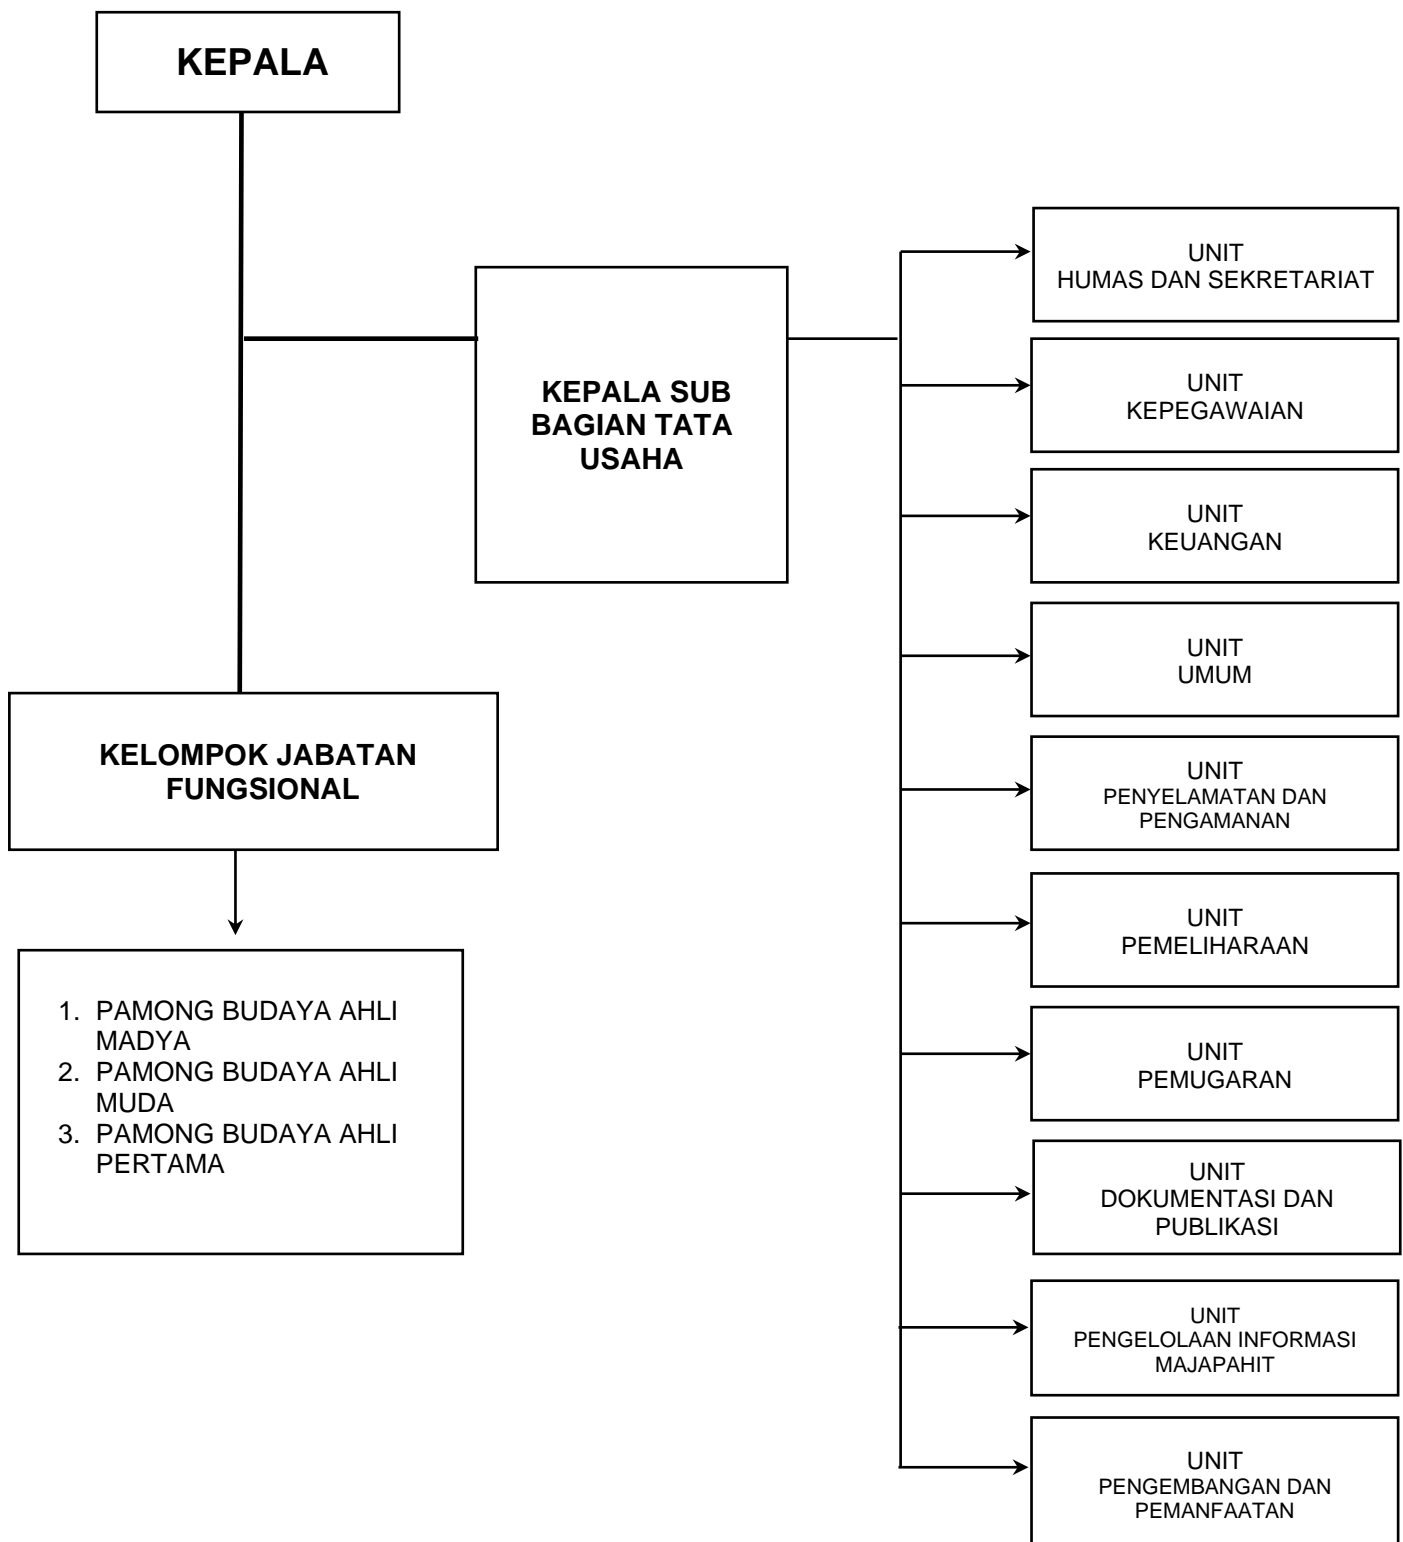 KEPALA
UNIT
HUMAS DAN SEKRETARIAT
KEPALA SUB
BAGIAN TATA
USAHA
UNIT
KEPEGAWAIAN
UNIT
KEUANGAN
UNIT
UMUM
KELOMPOK JABATAN
FUNGSIONAL
UNIT
PENYELAMATAN DAN
PENGAMANAN
UNIT
PEMELIHARAAN
1. PAMONG BUDAYA AHLI
MADYA
2. PAMONG BUDAYA AHLI
MUDA
3. PAMONG BUDAYA AHLI
PERTAMA
UNIT
PEMUGARAN
UNIT
DOKUMENTASI DAN
PUBLIKASI
UNIT
PENGELOLAAN INFORMASI
MAJAPAHIT
UNIT
PENGEMBANGAN DAN
PEMANFAATAN